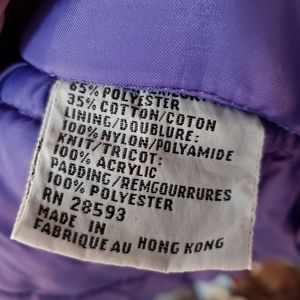 65% POLYESTER
35% COTTON/COTON
LINING/DOUBLURE:
100% NYLON/POLYAMIDE
KNIT/TRICOT:
100% ACRYLIC
PADDING/REMGOURRURES
100% POLYESTER
RN 28593
MADE IN
FABRIQUE AU HONG KONG